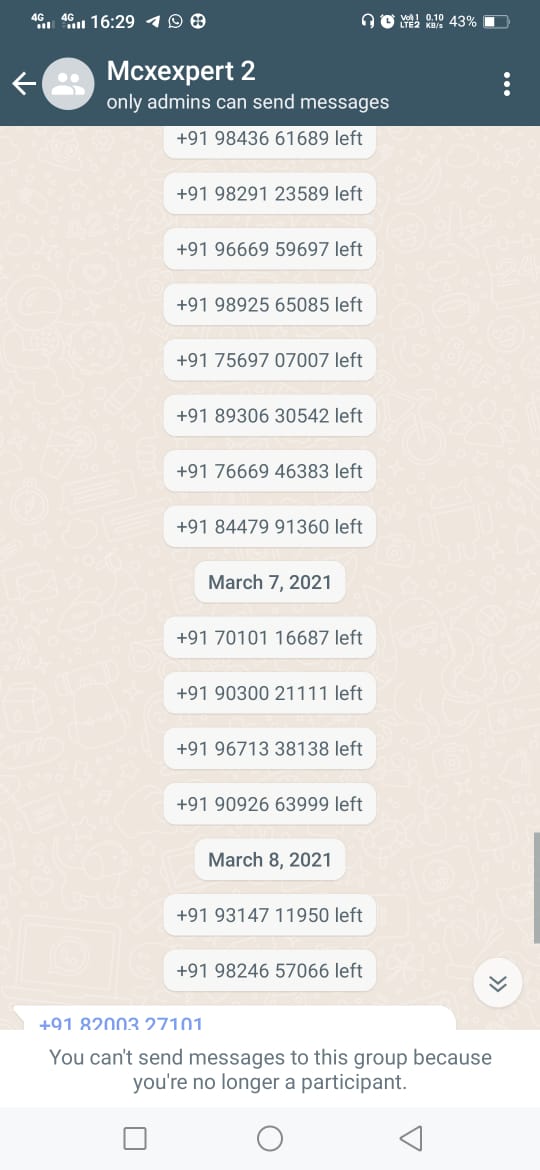 4G 4G 16:29 Vo)) 1 LTE2 0.10 KB/s 43%
Mcxexpert 2
only admins can send messages
+91 98436 61689 left
+91 98291 23589 left
+91 96669 59697 left
+91 98925 65085 left
+91 75697 07007 left
+91 89306 30542 left
+91 76669 46383 left
+91 84479 91360 left
March 7, 2021
+91 70101 16687 left
+91 90300 21111 left
+91 96713 38138 left
+91 90926 63999 left
March 8, 2021
+91 93147 11950 left
+91 98246 57066 left
+91 82003 27101
You can't send messages to this group because
you're no longer a participant.